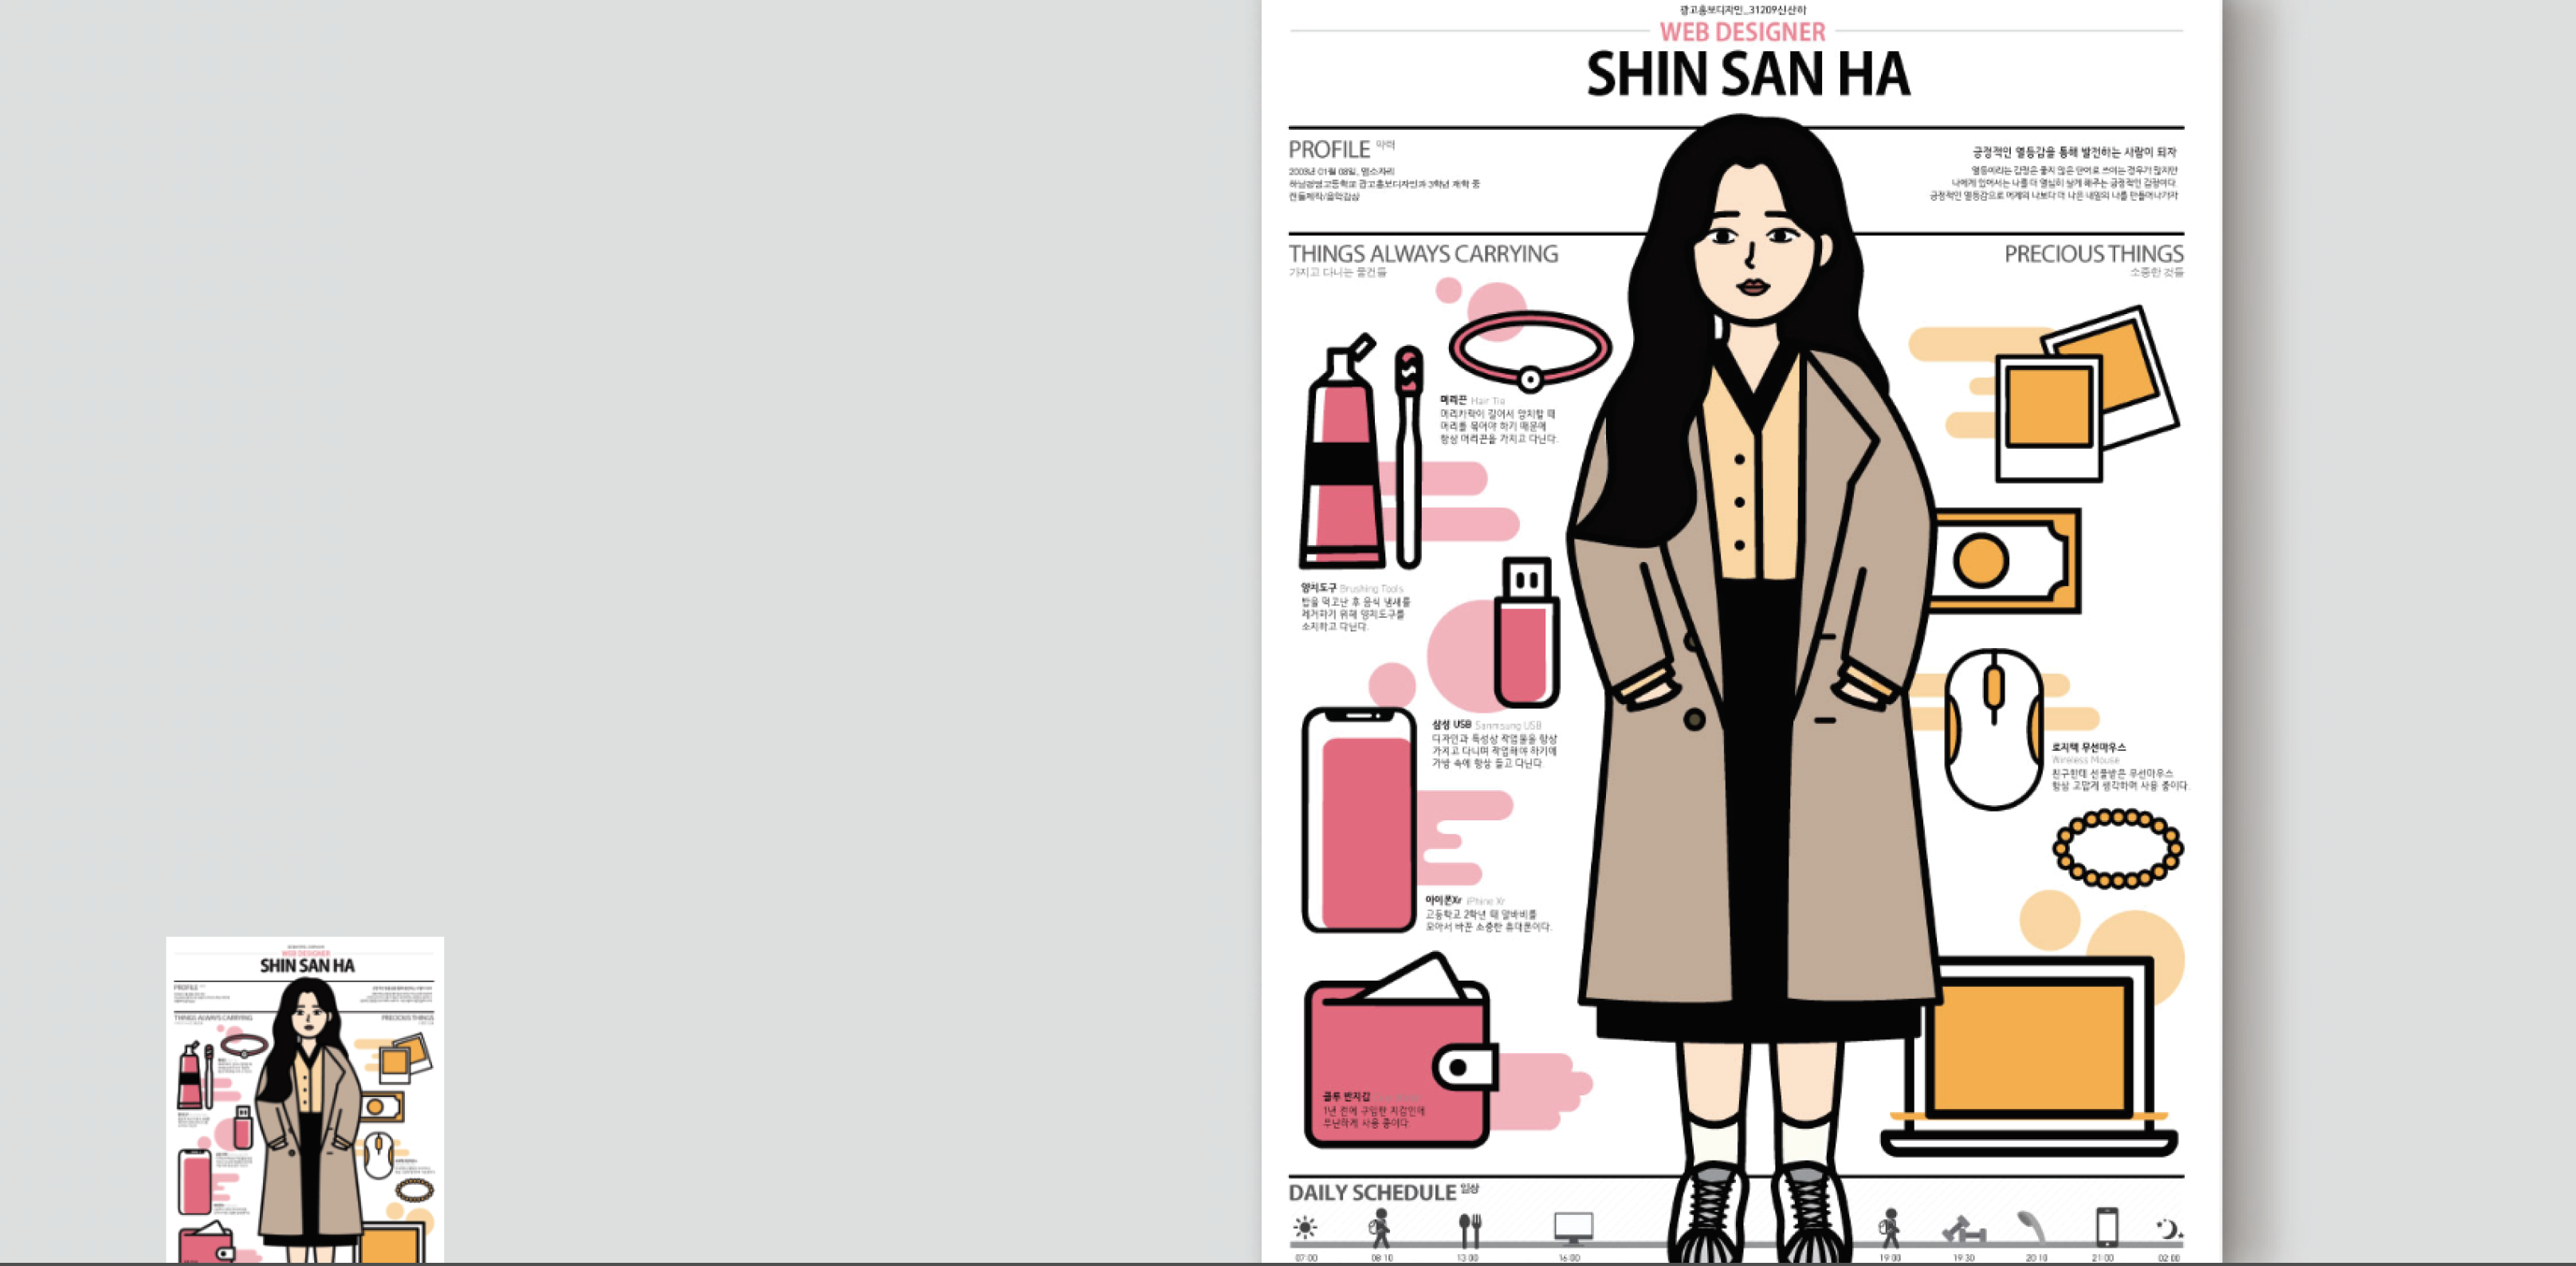 광고홍보디자인_31209신산하
WEB DESIGNER
SHIN SAN HA
PROFILE 이력
2003년 01월 08일, 염소자리
하남경영고등학교 광고홍보디자인과 3학년 재학 중
캔들제작/음악감상
긍정적인 열등감을 통해 발전하는 사람이 되자
열등이라는 감정은 좋지 않은 단어로 쓰이는 경우가 많지만
나에게 있어서는 나를 더 열심히 살게 해주는 긍정적인 감정이다.
긍정적인 열등감으로 어제의 나보다 더 나은 내일의 나를 만들어나가자
THINGS ALWAYS CARRYING
가지고 다니는 물건들
PRECIOUS THINGS
소중한 것들
머리끈 Hair Tie
머리카락이 길어서 양치할 때
머리를 묶어야 하기 때문에
항상 머리끈을 가지고 다닌다.
양치도구 Brushing Tools
밥을 먹고난 후 음식 냄새를
제거하기 위해 양치도구를
소지하고 다닌다.
삼성 USB Sanmsung USB
디자인과 특성상 작업물을 항상
가지고 다니며 작업해야 하기에
가방 속에 항상 들고 다닌다.
로지텍 무선마우스
Wireless Mouse
친구한테 선물받은 무선마우스
항상 고맙게 생각하며 사용 중이다.
아이폰Xr iPhine Xr
고등학교 2학년 때 알바비를
모아서 바꾼 소중한 휴대폰이다.
클루 반지갑
1년 전에 구입한 지갑인데
무난하게 사용 중이다.
DAILY SCHEDULE 일상
07:00 08:10 13:00 16:00 19:00 19:30 20:10 21:00 02:00
WEB DESIGNER
SHIN SAN HA
PROFILE
THINGS ALWAYS CARRYING
PRECIOUS THINGS